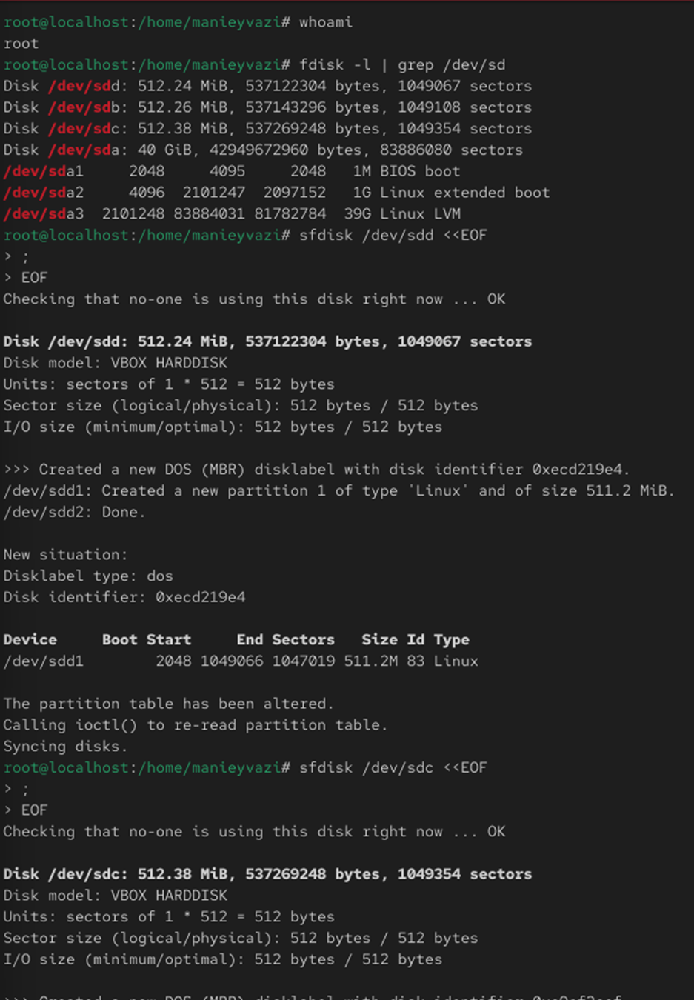 root@localhost:/home/manieyvazi# whoami
root
root@localhost:/home/manieyvazi# fdisk -l | grep /dev/sd
Disk /dev/sdd: 512.24 MiB, 537122304 bytes, 1049067 sectors
Disk /dev/sdb: 512.26 MiB, 537143296 bytes, 1049108 sectors
Disk /dev/sdc: 512.38 MiB, 537269248 bytes, 1049354 sectors
Disk /dev/sda: 40 GiB, 42949672960 bytes, 83886080 sectors
/dev/sda1     2048     4095     2048   1M BIOS boot
/dev/sda2     4096  2101247  2097152   1G Linux extended boot
/dev/sda3  2101248 83884031 81782784  39G Linux LVM
root@localhost:/home/manieyvazi# sfdisk /dev/sdd <<EOF
> ;
> EOF
Checking that no-one is using this disk right now ... OK
Disk /dev/sdd: 512.24 MiB, 537122304 bytes, 1049067 sectors
Disk model: VBOX HARDDISK
Units: sectors of 1 * 512 = 512 bytes
Sector size (logical/physical): 512 bytes / 512 bytes
I/O size (minimum/optimal): 512 bytes / 512 bytes
>>> Created a new DOS (MBR) disklabel with disk identifier 0xecd219e4.
/dev/sdd1: Created a new partition 1 of type 'Linux' and of size 511.2 MiB.
/dev/sdd2: Done.
New situation:
Disklabel type: dos
Disk identifier: 0xecd219e4
Device     Boot Start     End Sectors   Size Id Type
/dev/sdd1        2048 1049066 1047019 511.2M 83 Linux
The partition table has been altered.
Calling ioctl() to re-read partition table.
Syncing disks.
root@localhost:/home/manieyvazi# sfdisk /dev/sdc <<EOF
> ;
> EOF
Checking that no-one is using this disk right now ... OK
Disk /dev/sdc: 512.38 MiB, 537269248 bytes, 1049354 sectors
Disk model: VBOX HARDDISK
Units: sectors of 1 * 512 = 512 bytes
Sector size (logical/physical): 512 bytes / 512 bytes
I/O size (minimum/optimal): 512 bytes / 512 bytes
>>> Created a new DOS (MBR) disklabel with disk identifier